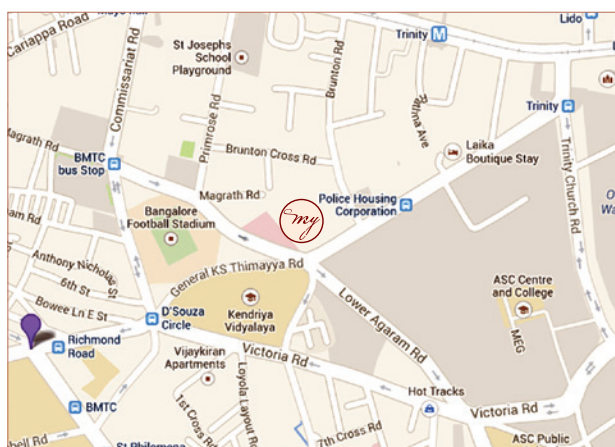 Cariappa Road
Commissariat Rd
St Josephs
School
Playground
Primrose Rd
Brunton Rd
Trinity
M
Lido
Rathna Ave
Trinity
Trinity Church Rd
Magrath Rd
BMTC
bus Stop
Brunton Cross Rd
Laika
Boutique Stay
Magrath Rd
my
Police Housing
Corporation
Bangalore
Football Stadium
General KS Thimayya Rd
Anthony Nicholas St
6th St
Bowee Ln E St
D'Souza
Circle
Kendriya
Vidyalaya
Lower Agaram Rd
ASC Centre
and College
MEG
Richmond
Road
Vijaykiran
Apartments
Victoria Rd
Loyola Layout Rd
1st Cross Rd
7th Cross Rd
Hot Tracks
Victoria Rd
BMTC
ASC Public
St Philomena